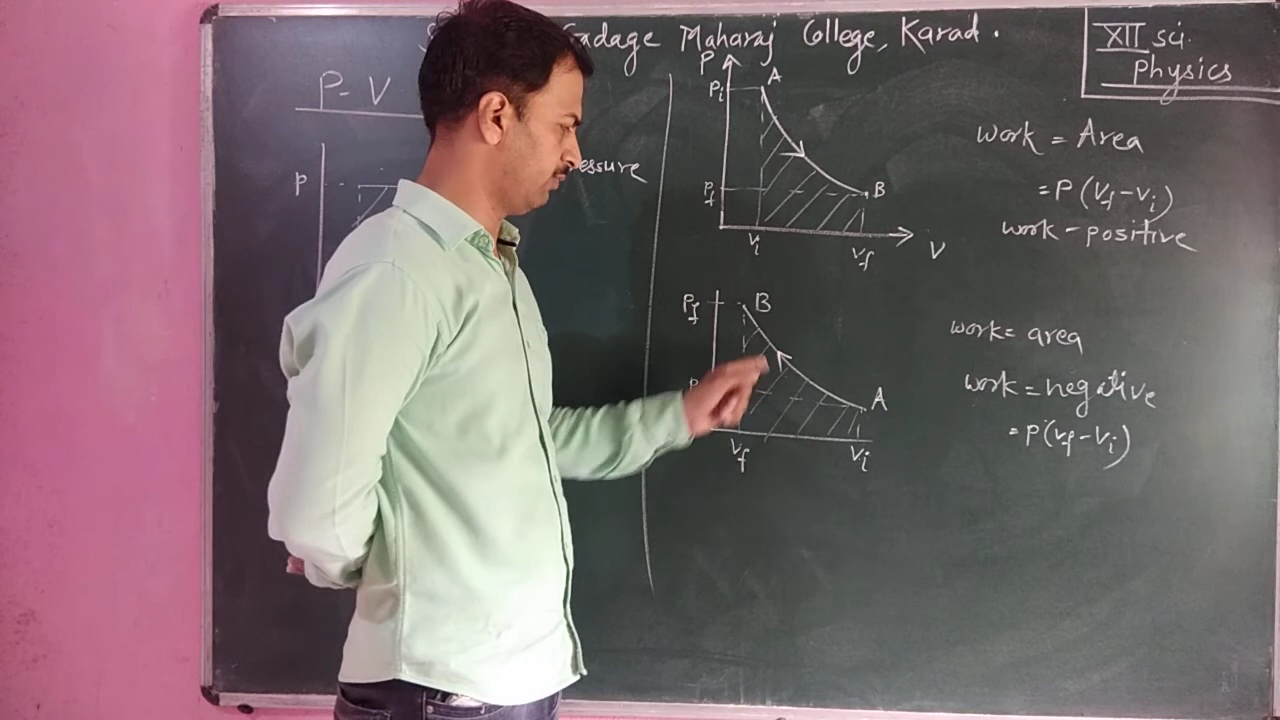 Gadage Maharaj College, Karad.
XII sci.
Physics
P-V
P
essure
P
Pi
A
Pf
B
Vi
Vf
V
Work = Area
= P(Vf-Vi)
work - positive
Pf
B
P
A
Vf
Vi
work = area
work = negative
= P(Vf-Vi)